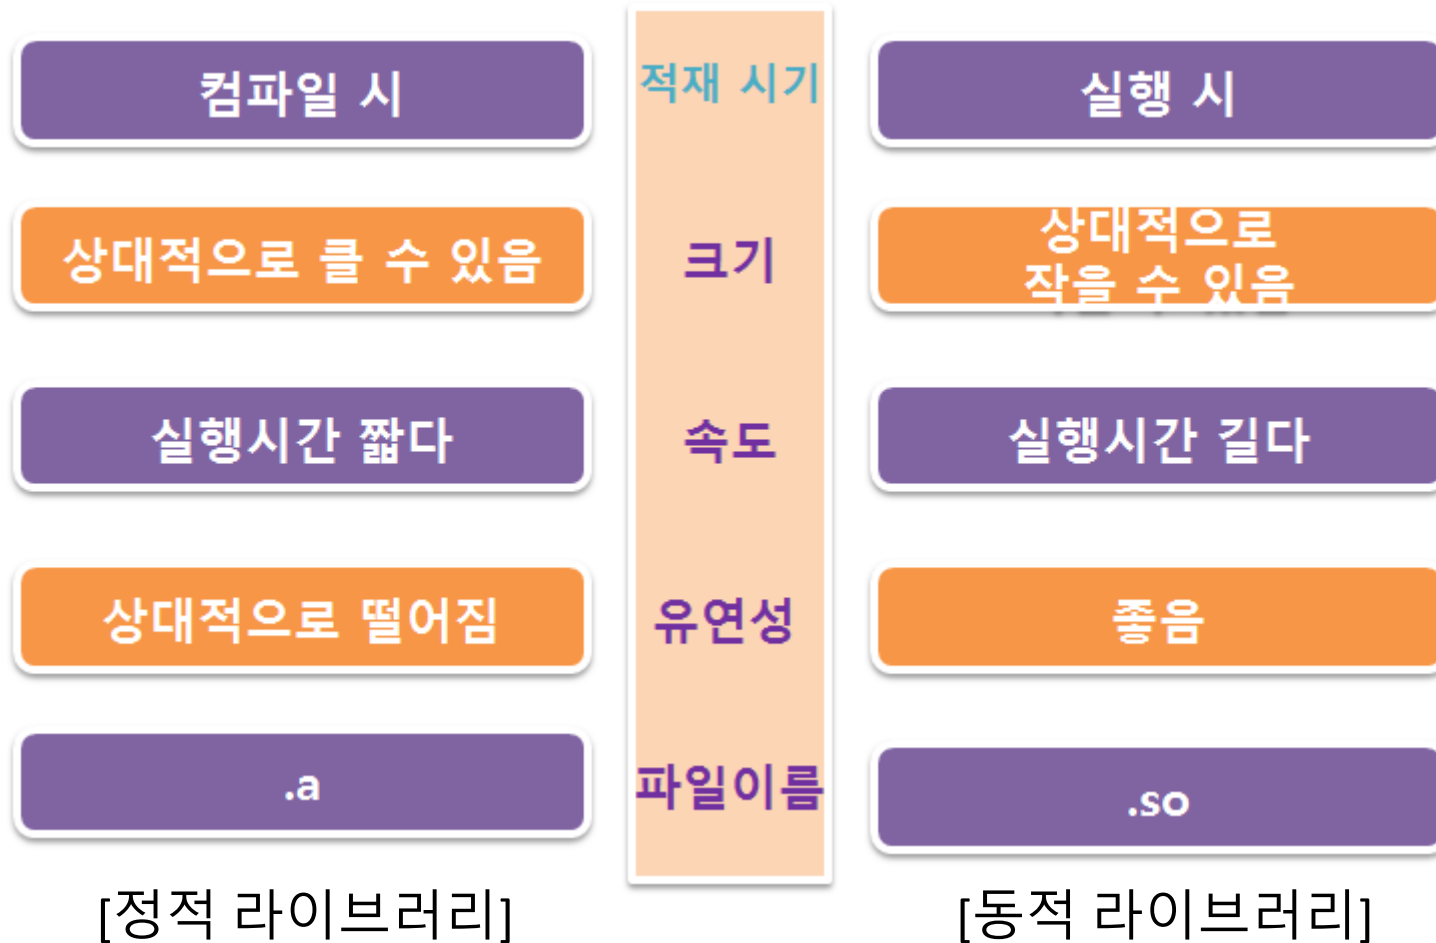 컴파일 시
적재 시기
실행 시
상대적으로 클 수 있음
크기
상대적으로
작을 수 있음
실행시간 짧다
속도
실행시간 길다
상대적으로 떨어짐
유연성
좋음
.a
파일이름
.so
[정적 라이브러리]
[동적 라이브러리]